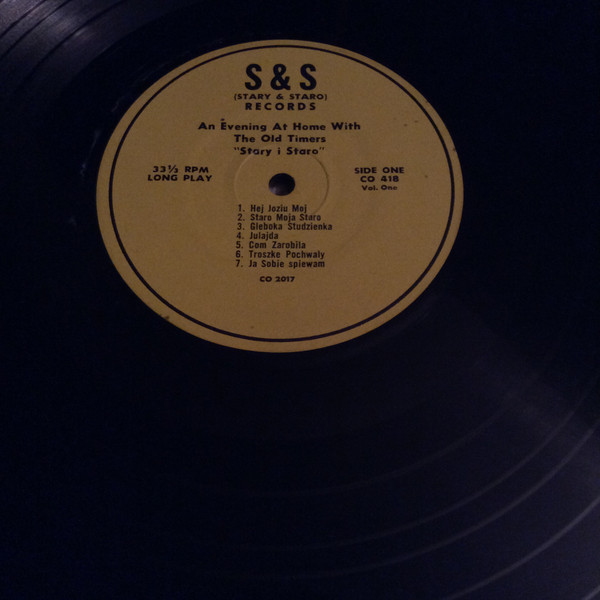 S & S
(STARY & STARO)
RECORDS
An Evening At Home With
The Old Timers
"Stary i Staro"
33⅓ RPM
LONG PLAY
SIDE ONE
CO 418
Vol. One
1. Hej Joziu Moj
2. Staro Moja Staro
3. Gleboka Studzienka
4. Julajda
5. Com Zarobila
6. Troszke Pochwaly
7. Ja Sobie spiewam
CO 2017